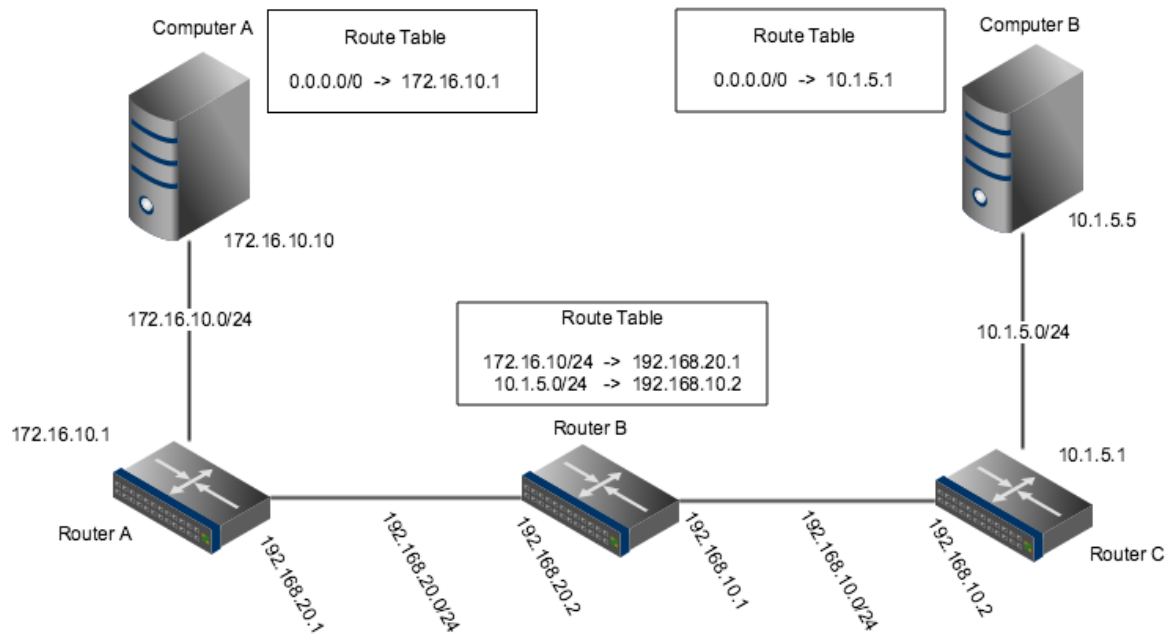 Computer A
Route Table
0.0.0.0/0 -> 172.16.10.1
Route Table
0.0.0.0/0 -> 10.1.5.1
Computer B
172.16.10.10
10.1.5.5
172.16.10.0/24
10.1.5.0/24
Route Table
172.16.10/24 -> 192.168.20.1
10.1.5.0/24 -> 192.168.10.2
172.16.10.1
Router B
10.1.5.1
Router A
192.168.20.1
192.168.20.0/24
192.168.20.2
192.168.10.1
192.168.10.0/24
192.168.10.2
Router C